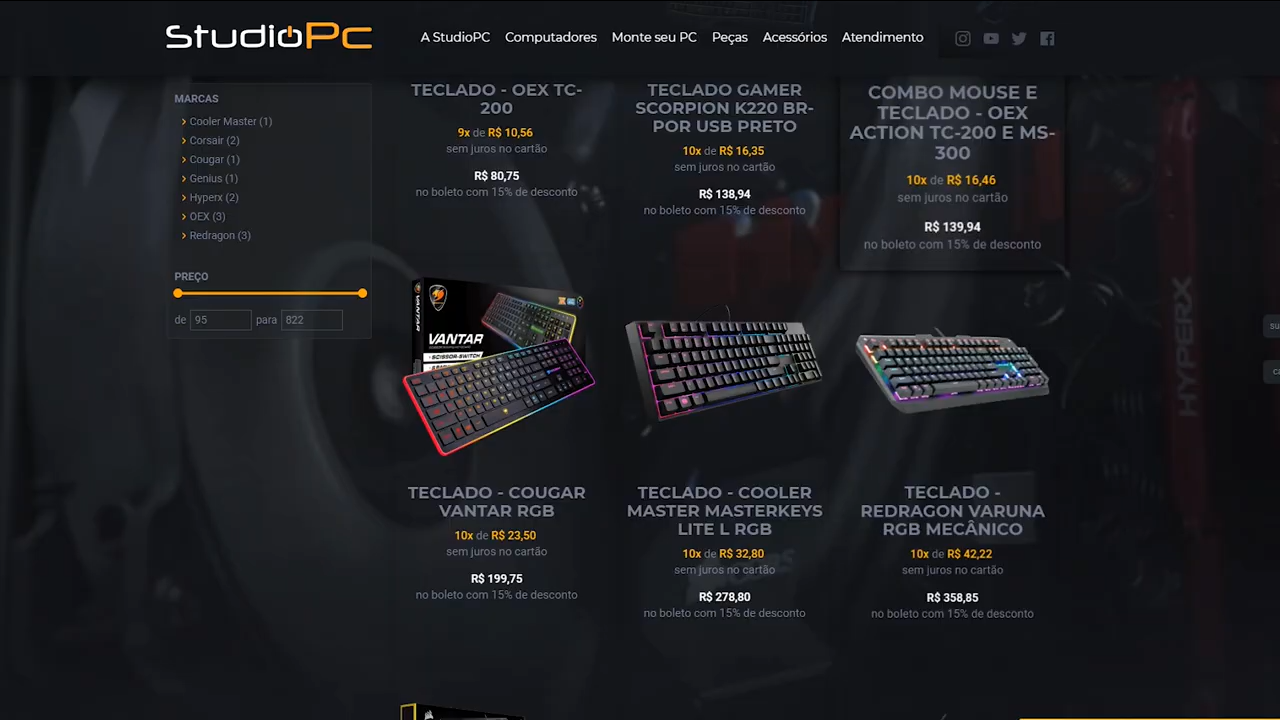 StudioPc
A StudioPC
Computadores
Monte seu PC
Peças
Acessórios
Atendimento
MARCAS
Cooler Master (1)
Corsair (2)
Cougar (1)
Genius (1)
Hyperx (2)
OEX (3)
Redragon (3)
PREÇO
de 95 para 822
TECLADO - OEX TC-
200
9x de R$ 10,56
sem juros no cartão
R$ 80,75
no boleto com 15% de desconto
TECLADO GAMER
SCORPION K220 BR-
POR USB PRETO
10x de R$ 16,35
sem juros no cartão
R$ 138,94
no boleto com 15% de desconto
COMBO MOUSE E
TECLADO - OEX
ACTION TC-200 E MS-
300
10x de R$ 16,46
sem juros no cartão
R$ 139,94
no boleto com 15% de desconto
VANTAR
SCISSOR-SWITCH
TECLADO - COUGAR
VANTAR RGB
10x de R$ 23,50
sem juros no cartão
R$ 199,75
no boleto com 15% de desconto
TECLADO - COOLER
MASTER MASTERKEYS
LITE L RGB
10x de R$ 32,80
sem juros no cartão
R$ 278,80
no boleto com 15% de desconto
TECLADO -
REDRAGON VARUNA
RGB MECÂNICO
10x de R$ 42,22
sem juros no cartão
R$ 358,85
no boleto com 15% de desconto
HYPERX